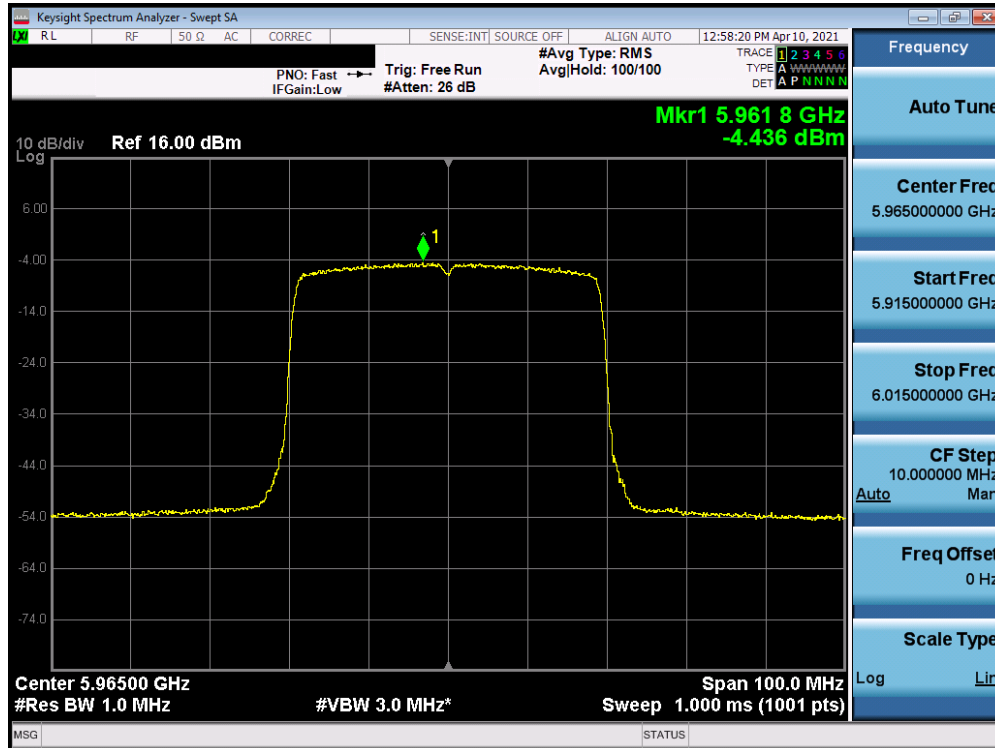 Keysight Spectrum Analyzer - Swept SA
LXI RL RF 50 Ω AC CORREC SENSE:INT SOURCE OFF ALIGN AUTO 12:58:20 PM Apr 10, 2021
PNO: Fast
IFGain:Low
Trig: Free Run
#Atten: 26 dB
#Avg Type: RMS
Avg|Hold: 100/100
TRACE 1 2 3 4 5 6
TYPE A WWWWW
DET A P N N N N
Mkr1 5.961 8 GHz
-4.436 dBm
10 dB/div Ref 16.00 dBm
Log
1
6.00
-4.00
-14.0
-24.0
-34.0
-44.0
-54.0
-64.0
-74.0
Center 5.96500 GHz Span 100.0 MHz
#Res BW 1.0 MHz #VBW 3.0 MHz* Sweep 1.000 ms (1001 pts)
MSG STATUS
Frequency
Auto Tune
Center Freq
5.965000000 GHz
Start Freq
5.915000000 GHz
Stop Freq
6.015000000 GHz
CF Step
10.000000 MHz
Auto Man
Freq Offset
0 Hz
Scale Type
Log Lin